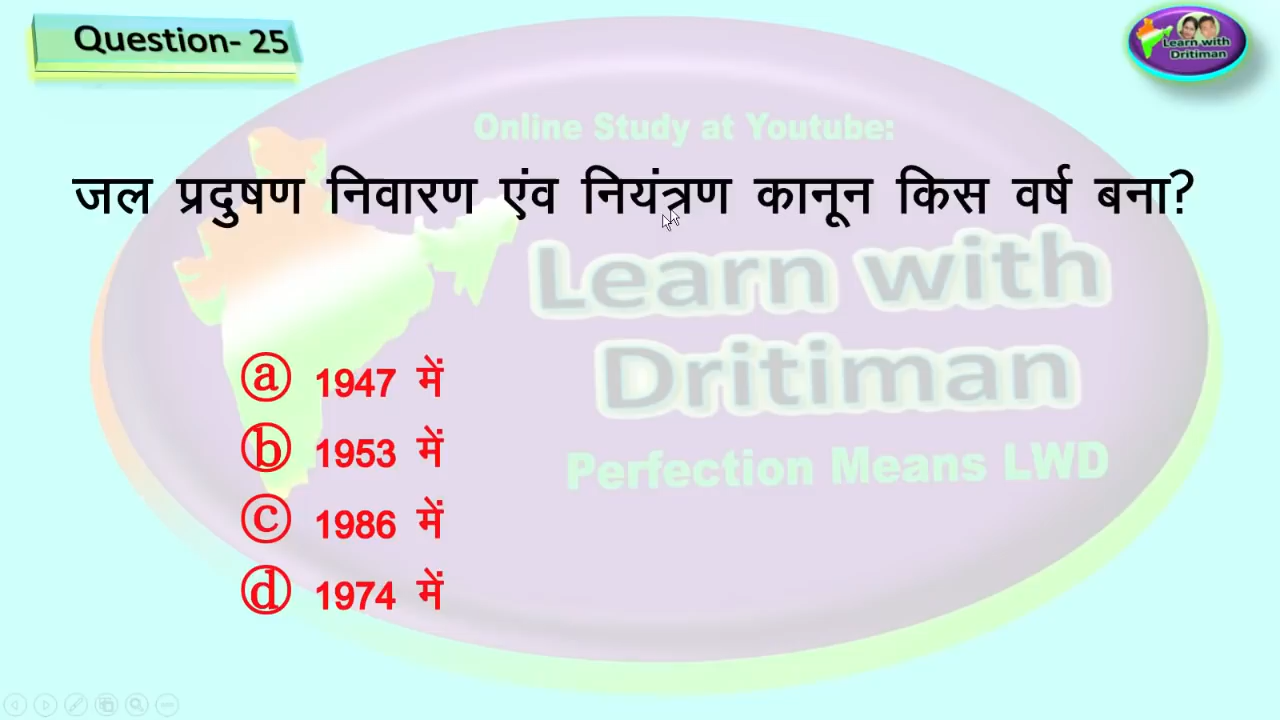 Question- 25
Learn with
Dritiman
Online Study at Youtube:
जल प्रदुषण निवारण एंव नियंत्रण कानून किस वर्ष बना?
Learn with
Dritiman
Perfection Means LWD
ⓐ 1947 में
ⓑ 1953 में
ⓒ 1986 में
ⓓ 1974 में